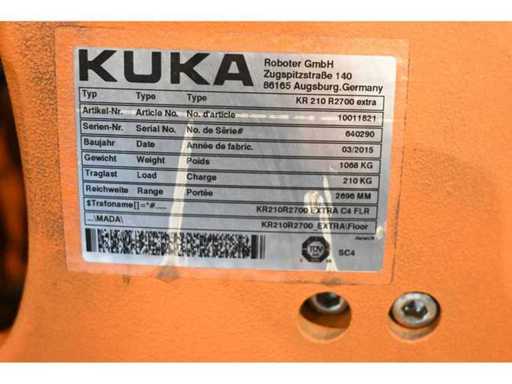 KUKA
Roboter GmbH
Zugspitzstraße 140
86165 Augsburg.Germany
Typ Type Type KR 210 R2700 extra
Artikel-Nr. Article No. No. d'article 10011821
Serien-Nr. Serial No. No. de Série# 640290
Baujahr Date Année de fabric. 03/2015
Gewicht Weight Poids 1068 KG
Traglast Load Charge 210 KG
Reichweite Range Portée 2696 MM
$Trafoname[]="#..... KR210R2700 EXTRA C4 FLR
...\MADA\ KR210R2700_EXTRA\Floor
TÜV
SC4